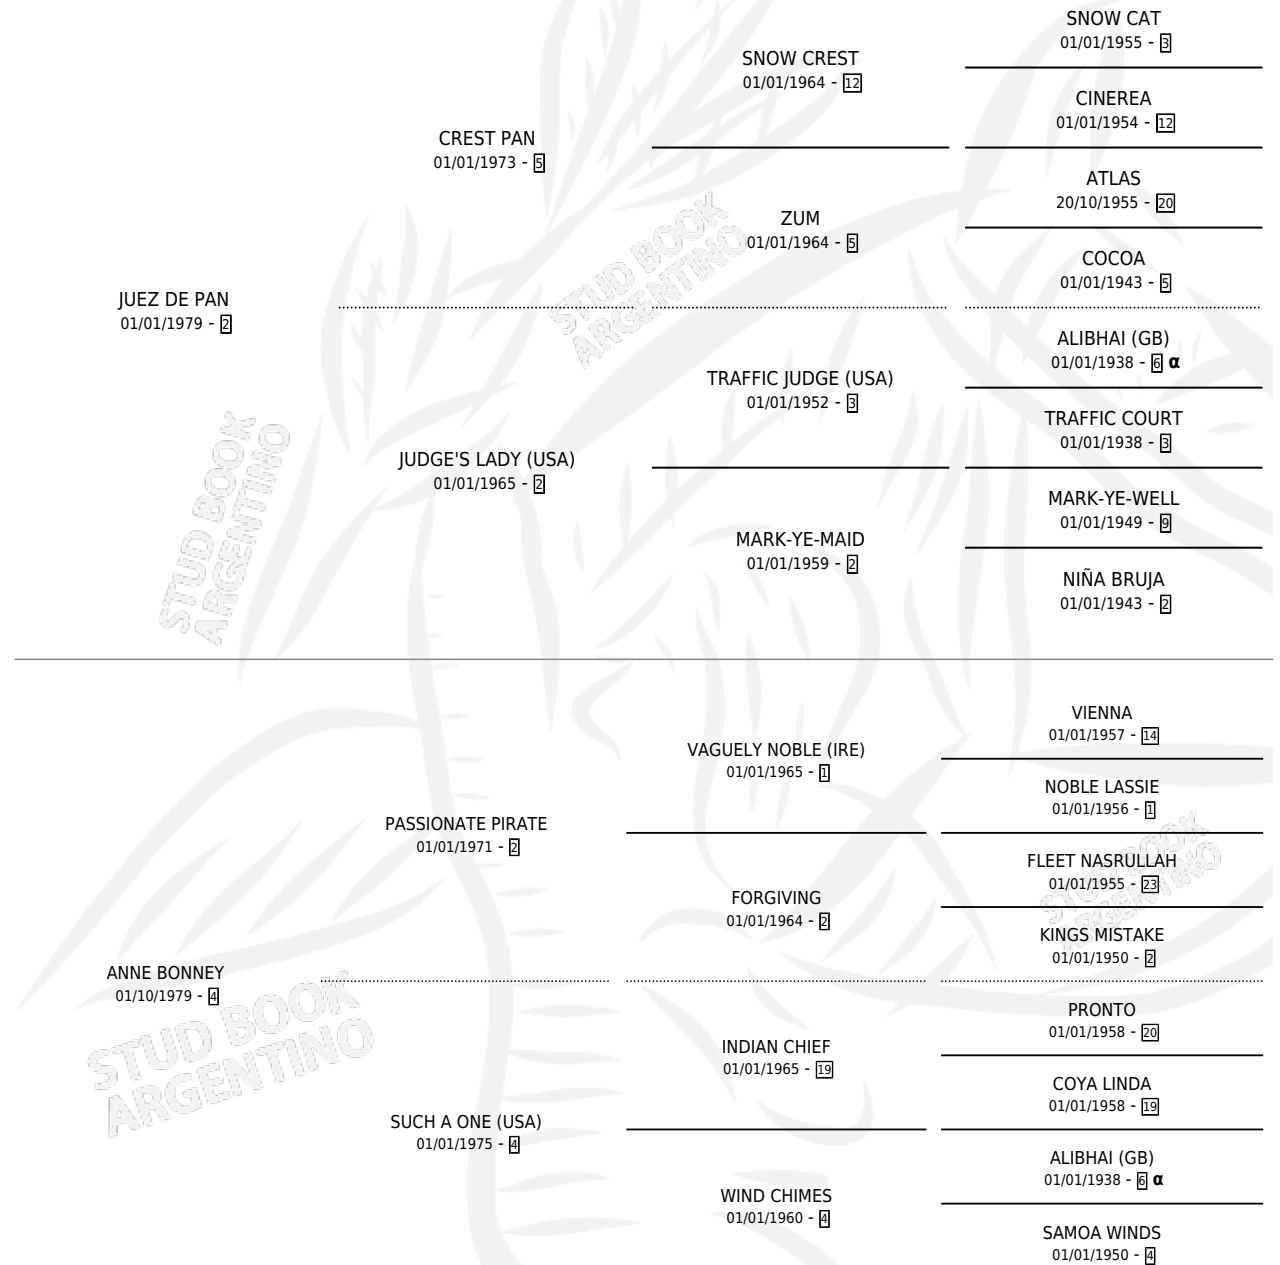 SNOW CAT
01/01/1955 - 3
SNOW CREST
01/01/1964 - 12
CINEREA
01/01/1954 - 12
CREST PAN
01/01/1973 - 5
ATLAS
20/10/1955 - 20
ZUM
01/01/1964 - 5
COCOA
01/01/1943 - 5
STUD BOOK
ARGENTINO
JUEZ DE PAN
01/01/1979 - 2
ALIBHAI (GB)
01/01/1938 - 6 α
TRAFFIC JUDGE (USA)
01/01/1952 - 3
TRAFFIC COURT
01/01/1938 - 3
JUDGE'S LADY (USA)
01/01/1965 - 2
MARK-YE-WELL
01/01/1949 - 9
MARK-YE-MAID
01/01/1959 - 2
NIÑA BRUJA
01/01/1943 - 2
STUD BOOK
ARGENTINO
VIENNA
01/01/1957 - 14
VAGUELY NOBLE (IRE)
01/01/1965 - 1
NOBLE LASSIE
01/01/1956 - 1
PASSIONATE PIRATE
01/01/1971 - 2
FLEET NASRULLAH
01/01/1955 - 23
FORGIVING
01/01/1964 - 2
KINGS MISTAKE
01/01/1950 - 2
STUD BOOK
ARGENTINO
ANNE BONNEY
01/10/1979 - 4
PRONTO
01/01/1958 - 20
INDIAN CHIEF
01/01/1965 - 19
COYA LINDA
01/01/1958 - 19
STUD BOOK
ARGENTINO
SUCH A ONE (USA)
01/01/1975 - 4
ALIBHAI (GB)
01/01/1938 - 6 α
WIND CHIMES
01/01/1960 - 4
SAMOA WINDS
01/01/1950 - 4